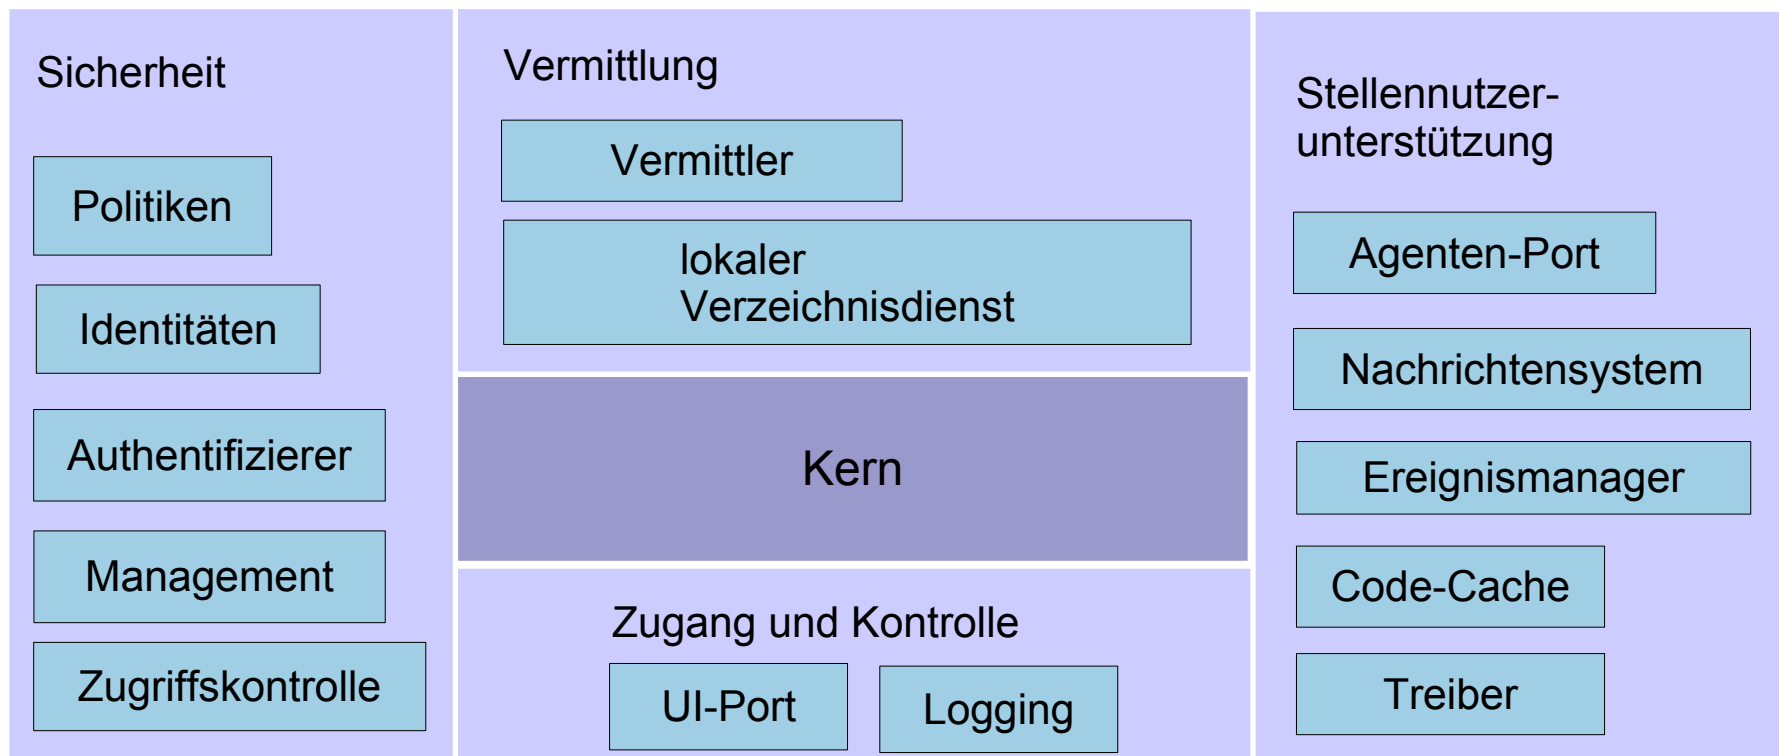 Sicherheit
Politiken
Identitäten
Authentifizierer
Management
Zugriffskontrolle
Vermittlung
Vermittler
lokaler
Verzeichnisdienst
Kern
Zugang und Kontrolle
UI-Port
Logging
Stellennutzer-
unterstützung
Agenten-Port
Nachrichtensystem
Ereignismanager
Code-Cache
Treiber